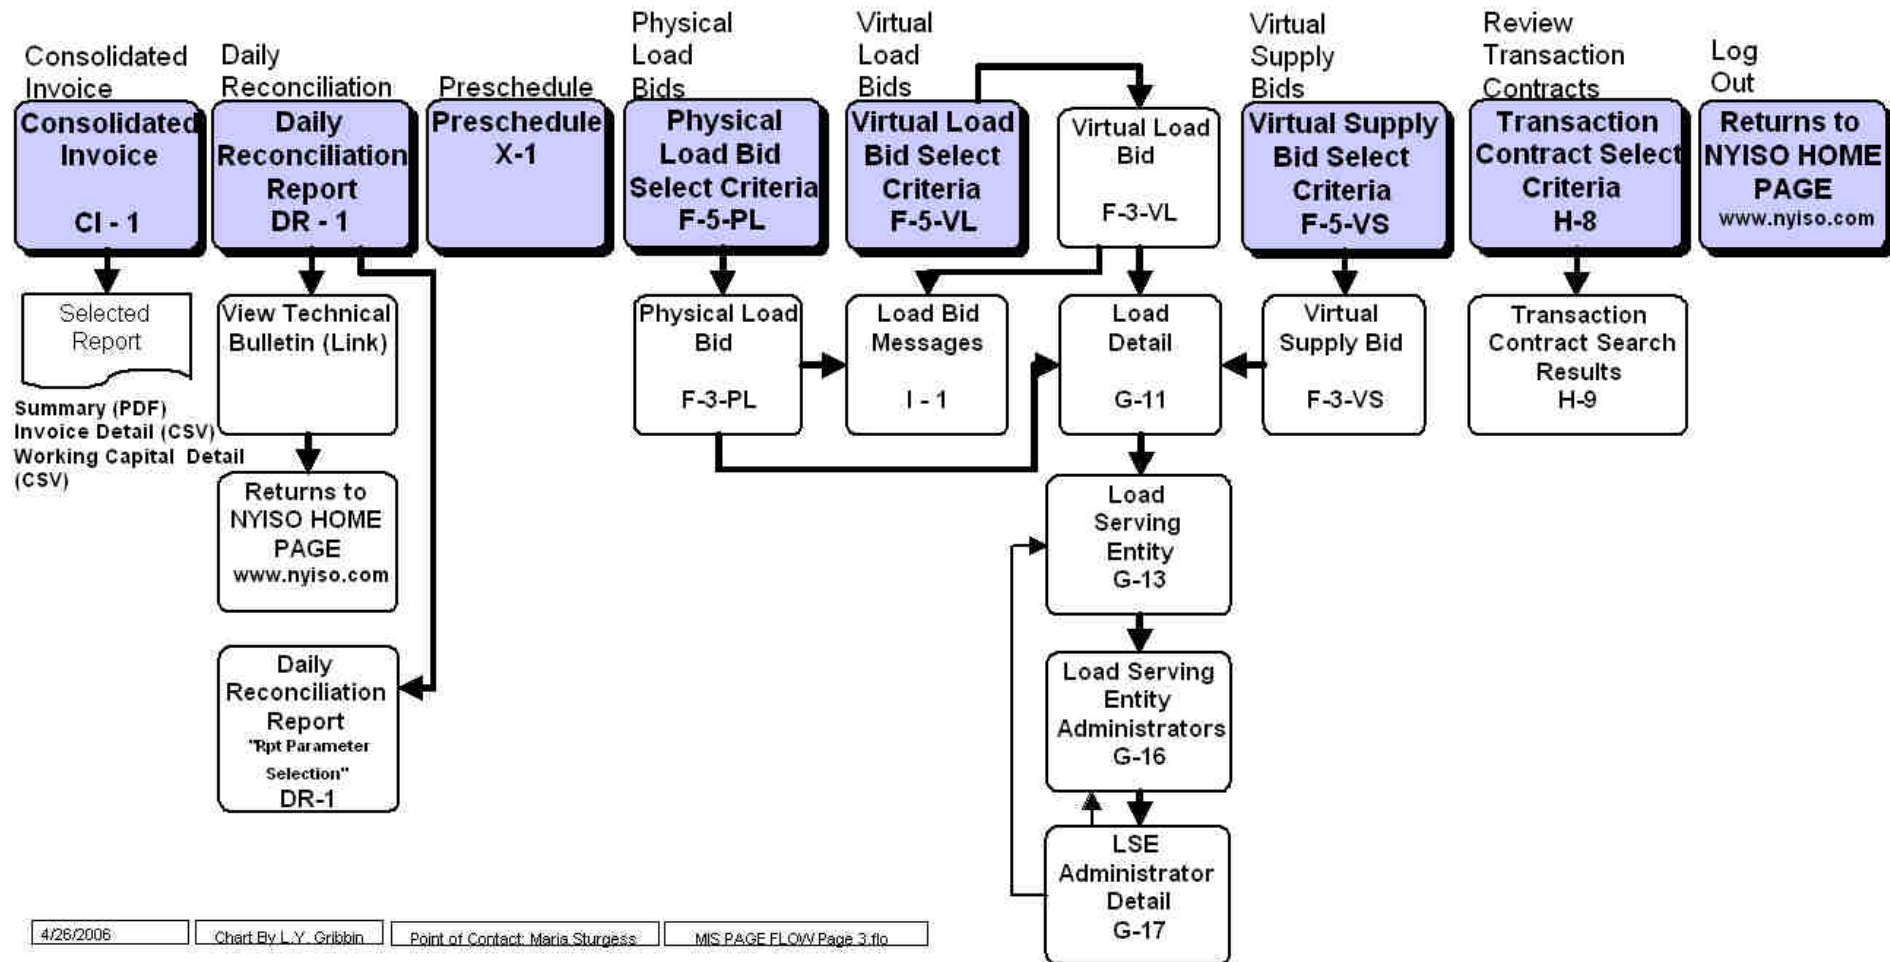 Consolidated
Invoice
Daily
Reconciliation
Preschedule
Physical
Load
Bids
Virtual
Load
Bids
Virtual
Supply
Bids
Review
Transaction
Contracts
Log
Out
Consolidated
Invoice
CI - 1
Daily
Reconciliation
Report
DR - 1
Preschedule
X-1
Physical
Load Bid
Select Criteria
F-5-PL
Virtual Load
Bid Select
Criteria
F-5-VL
Virtual Load
Bid
F-3-VL
Virtual Supply
Bid Select
Criteria
F-5-VS
Transaction
Contract Select
Criteria
H-8
Returns to
NYISO HOME
PAGE
www.nyiso.com
Selected
Report
Summary (PDF)
Invoice Detail (CSV)
Working Capital Detail
(CSV)
View Technical
Bulletin (Link)
Physical Load
Bid
F-3-PL
Load Bid
Messages
I - 1
Load
Detail
G-11
Virtual
Supply Bid
F-3-VS
Transaction
Contract Search
Results
H-9
Returns to
NYISO HOME
PAGE
www.nyiso.com
Load
Serving
Entity
G-13
Daily
Reconciliation
Report
"Rpt Parameter
Selection"
DR-1
Load Serving
Entity
Administrators
G-16
LSE
Administrator
Detail
G-17
4/26/2006
Chart By L.Y. Gribbin
Point of Contact: Maria Sturgess
MIS PAGE FLOW Page 3.flo